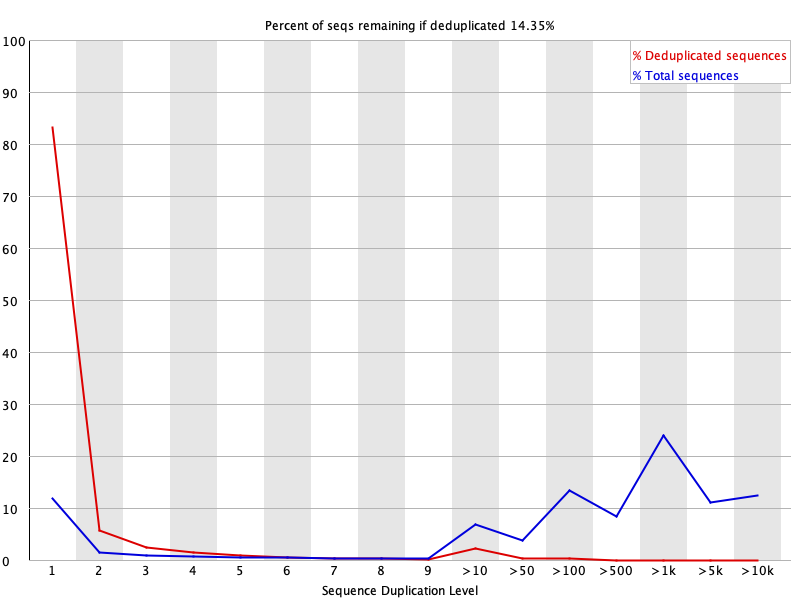 Percent of seqs remaining if deduplicated 14.35%
% Deduplicated sequences
% Total sequences
100
90
80
70
60
50
40
30
20
10
0
1 2 3 4 5 6 7 8 9 >10 >50 >100 >500 >1k >5k >10k
Sequence Duplication Level